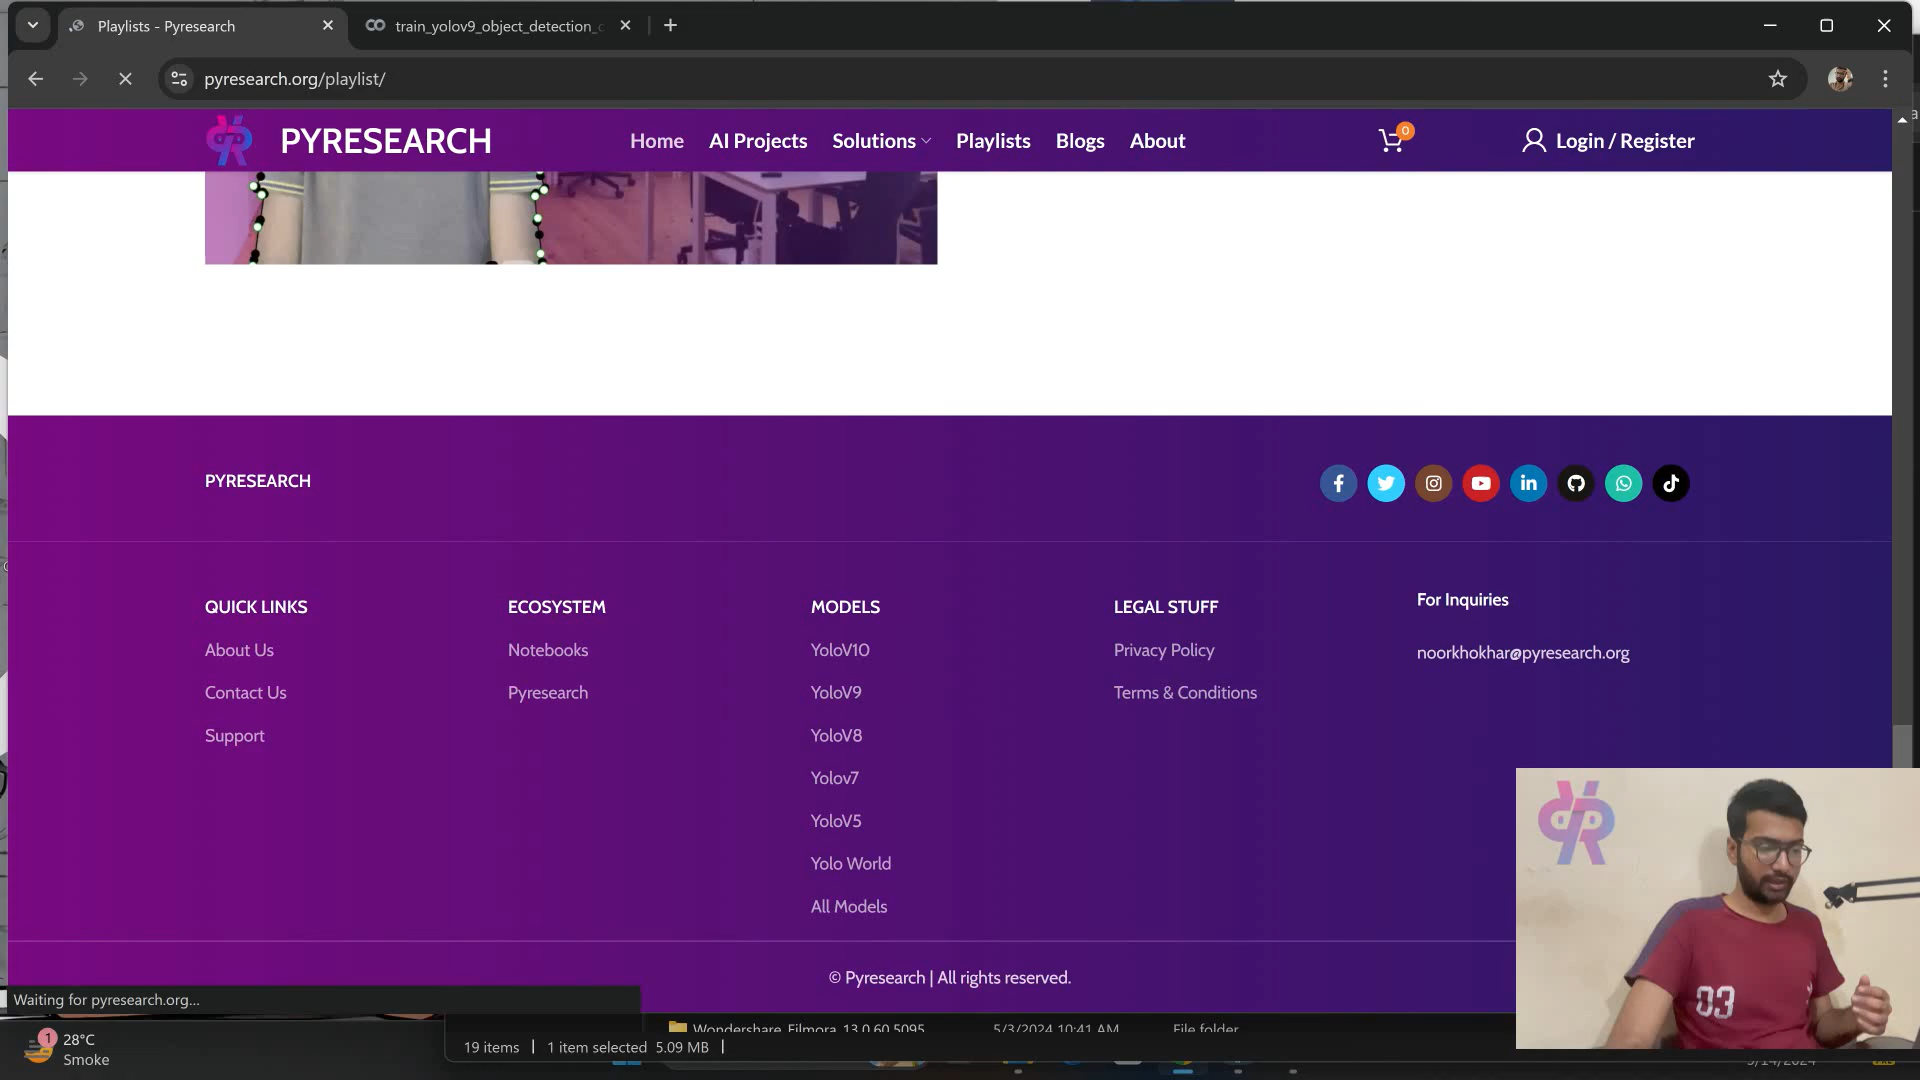 Playlists - Pyresearch
train_yolov9_object_detection_c
pyresearch.org/playlist/
PYRESEARCH
Home
AI Projects
Solutions
Playlists
Blogs
About
0
Login / Register
PYRESEARCH
QUICK LINKS
About Us
Contact Us
Support
ECOSYSTEM
Notebooks
Pyresearch
MODELS
YoloV10
YoloV9
YoloV8
Yolov7
YoloV5
Yolo World
All Models
LEGAL STUFF
Privacy Policy
Terms & Conditions
For Inquiries
noorkhokhar@pyresearch.org
© Pyresearch | All rights reserved.
03
Waiting for pyresearch.org...
Wondershare Filmora 13.0.60.5095
5/3/2024 10:41 AM
File folder
19 items
1 item selected 5.09 MB
1
28°C
Smoke